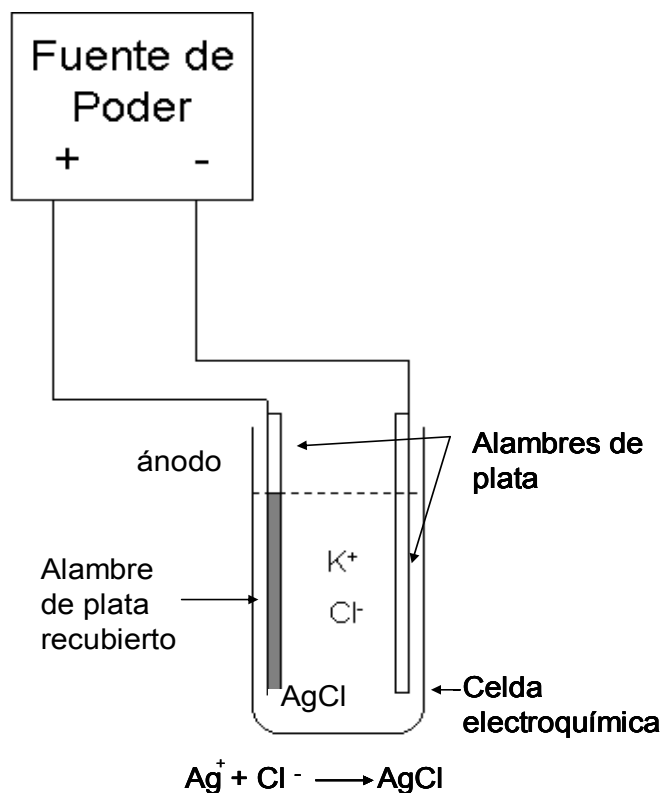 Fuente de
Poder
+ -
ánodo
Alambres de
plata
K⁺
Cl⁻
Alambre
de plata
recubierto
AgCl
Celda
electroquímica
Ag⁺ + Cl⁻ ⟶ AgCl